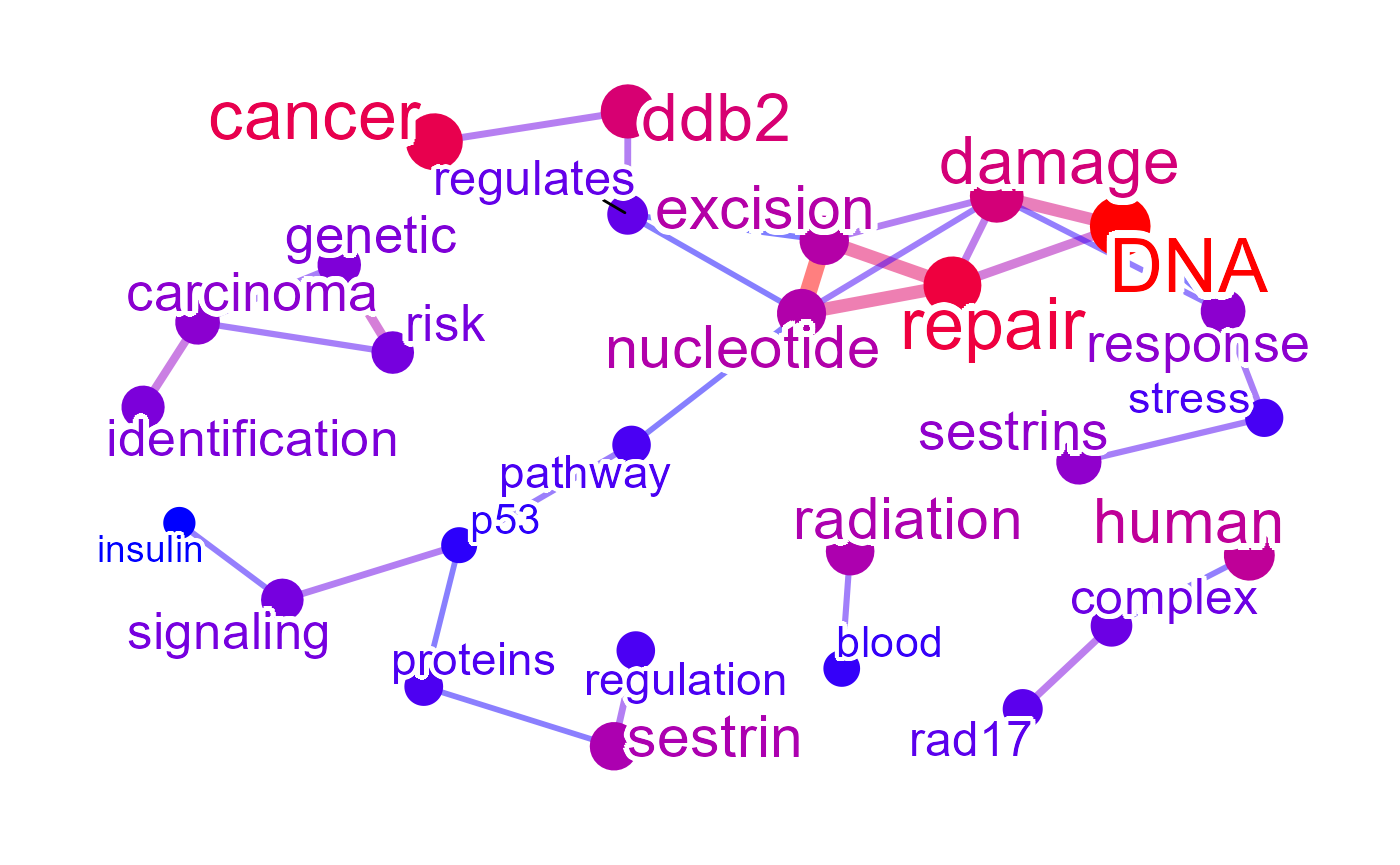 cancer
ddb2
damage
regulates
excision
genetic
DNA
carcinoma
risk
repair
nucleotide
response
stress
identification
sestrins
pathway
p53
radiation
human
insulin
complex
signaling
blood
proteins
regulation
sestrin
rad17